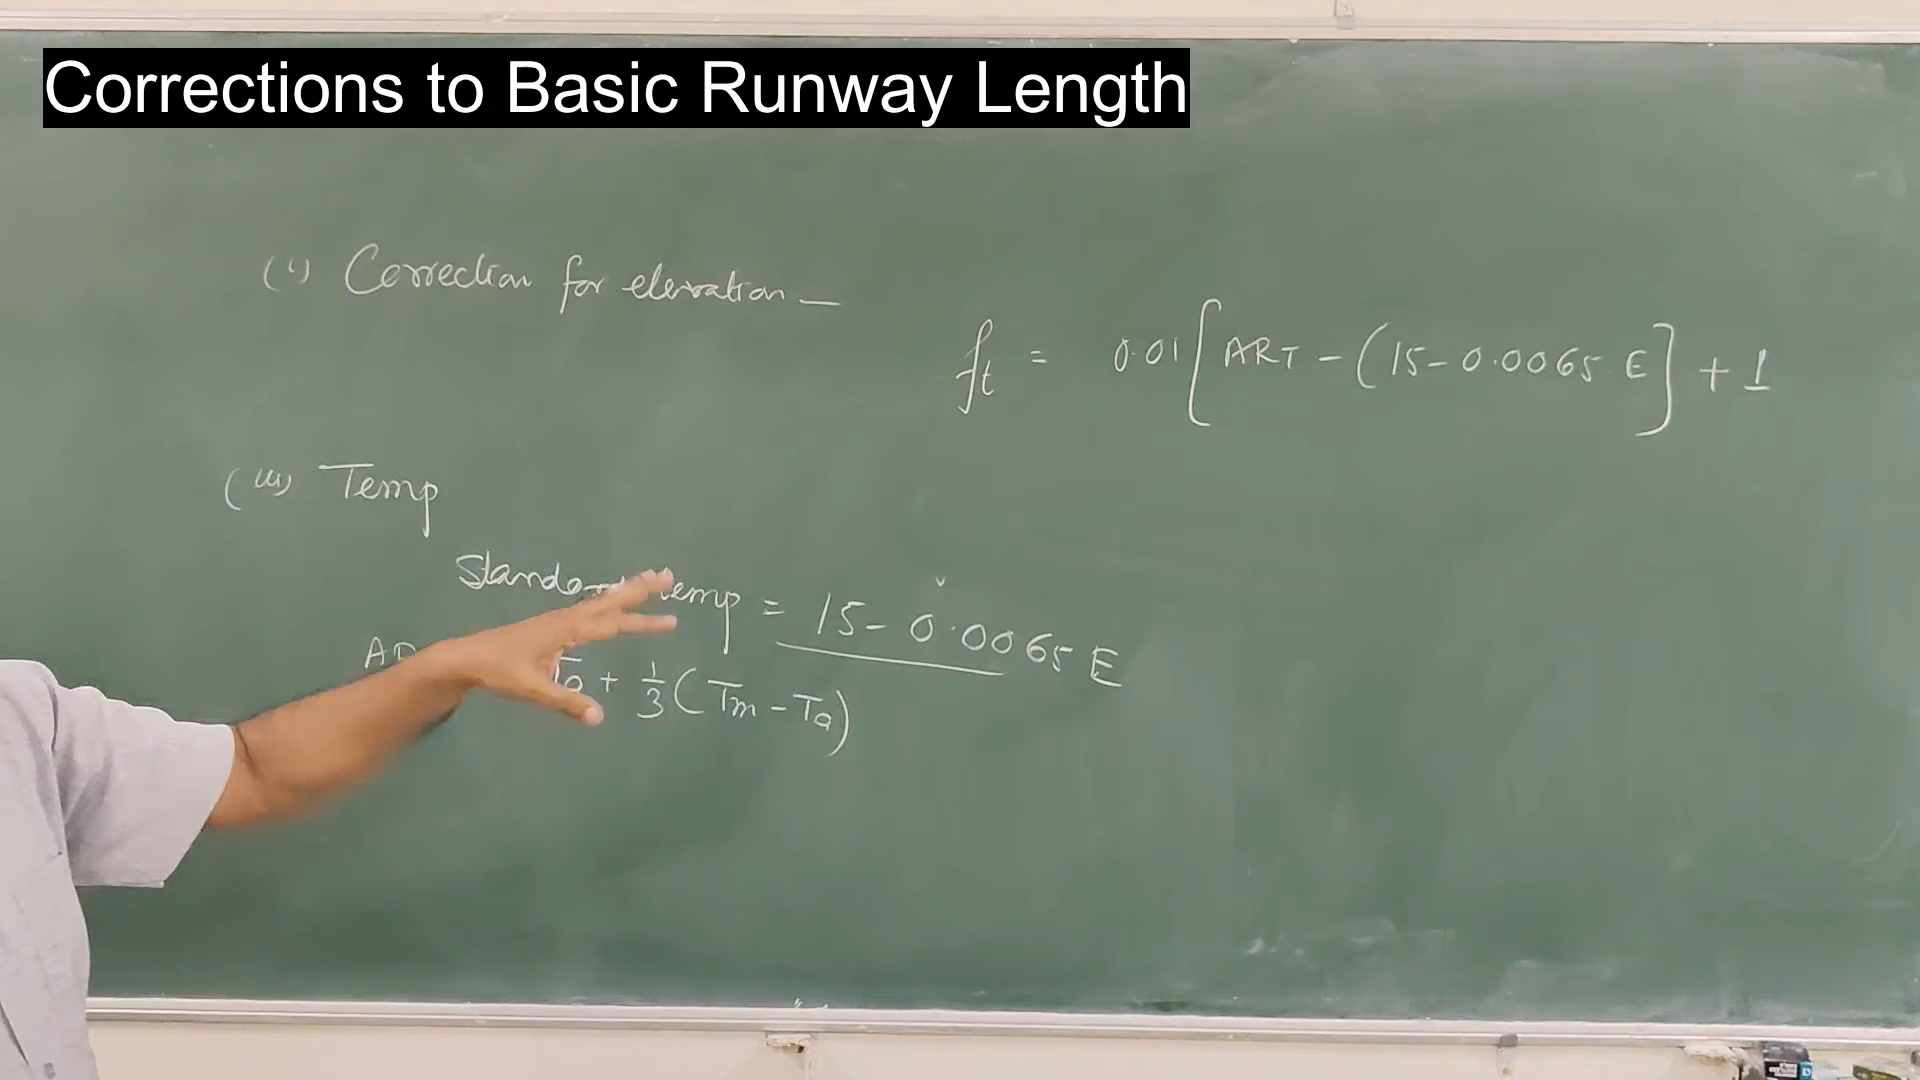 Corrections to Basic Runway Length
(i) Correction for elevation —
ft = 0.01 [ART - (15 - 0.0065 E] + 1
(iii) Temp
Standard temp = 15 - 0.0065 E
+ 1/3 (Tm - Ta)